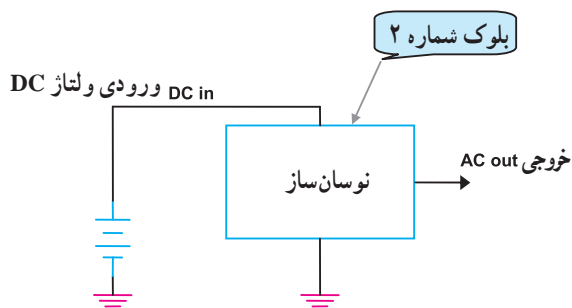 بلوک شماره ۲
ورودی ولتاژ DC
DC in
نوسان‌ساز
خروجی AC out